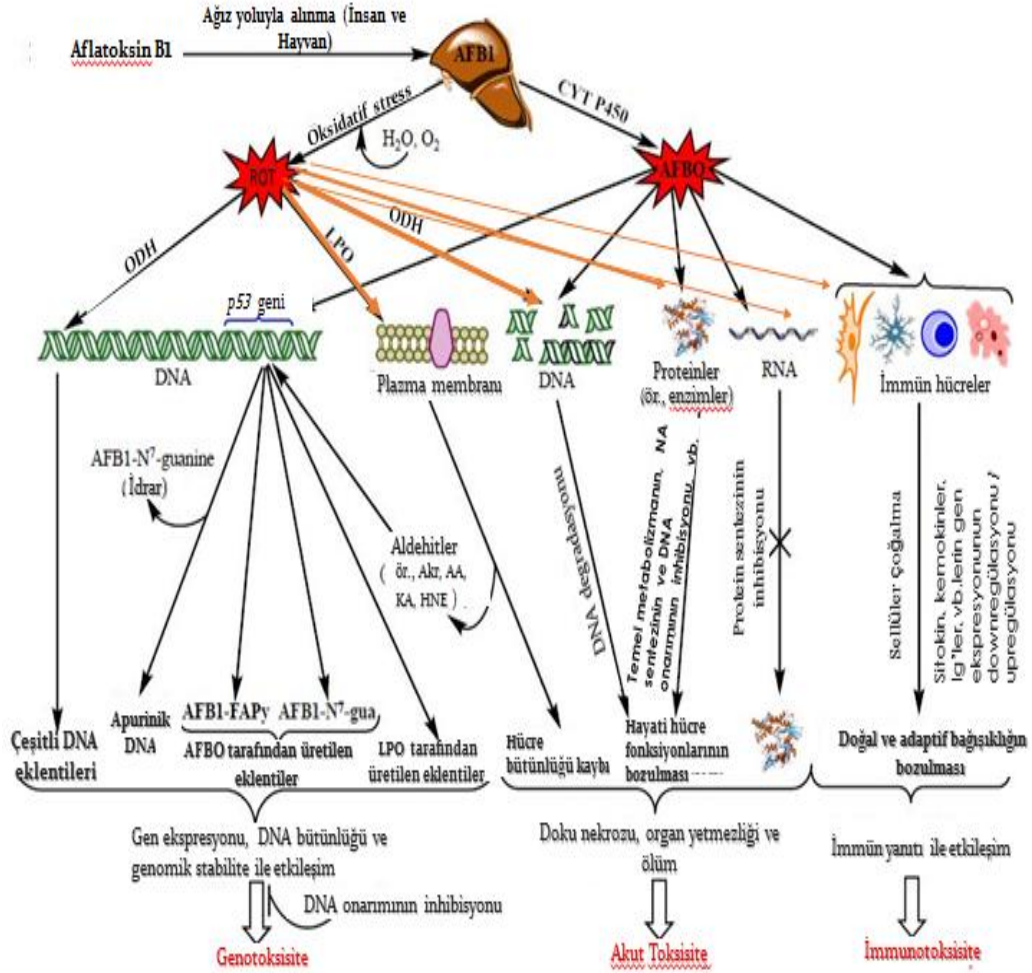 Ağız yoluyla alınma (İnsan ve
Hayvan)
Aflatoksin B1
AFB1
Oksidatif stress
CYT P450
H₂O, O₂
ROT
AFBO
ODH
LPO
ODH
p53 geni
DNA
Plazma membranı
DNA
Proteinler
(ör., enzimler)
RNA
İmmün hücreler
AFB1-N⁷-guanine
(İdrar)
Aldehitler
( ör., Akr, AA,
KA, HNE )
DNA degradasyonu
Temel metabolizmanın, NA
sentezinin ve DNA
onarımının inhibisyonu, vb.
Protein sentezinin
inhibisyonu
Sellüler çoğalma
Sitokin, kemokinler,
Ig'ler, vb.lerin gen
ekspresyonunun
downregülasyonu /
upregülasyonu
Çeşitli DNA
eklentileri
Apurinik
DNA
AFB1-FAPy AFB1-N⁷-gua
AFBO tarafından üretilen
eklentiler
LPO tarafından
üretilen eklentiler
Hücre
bütünlüğü kaybı
Hayati hücre
fonksiyonlarının
bozulması
Doğal ve adaptif bağışıklığın
bozulması
Gen ekspresyonu, DNA bütünlüğü ve
genomik stabilite ile etkileşim
DNA onarımının inhibisyonu
Genotoksisite
Doku nekrozu, organ yetmezliği ve
ölüm
Akut Toksisite
İmmün yanıtı ile etkileşim
İmmunotoksisite